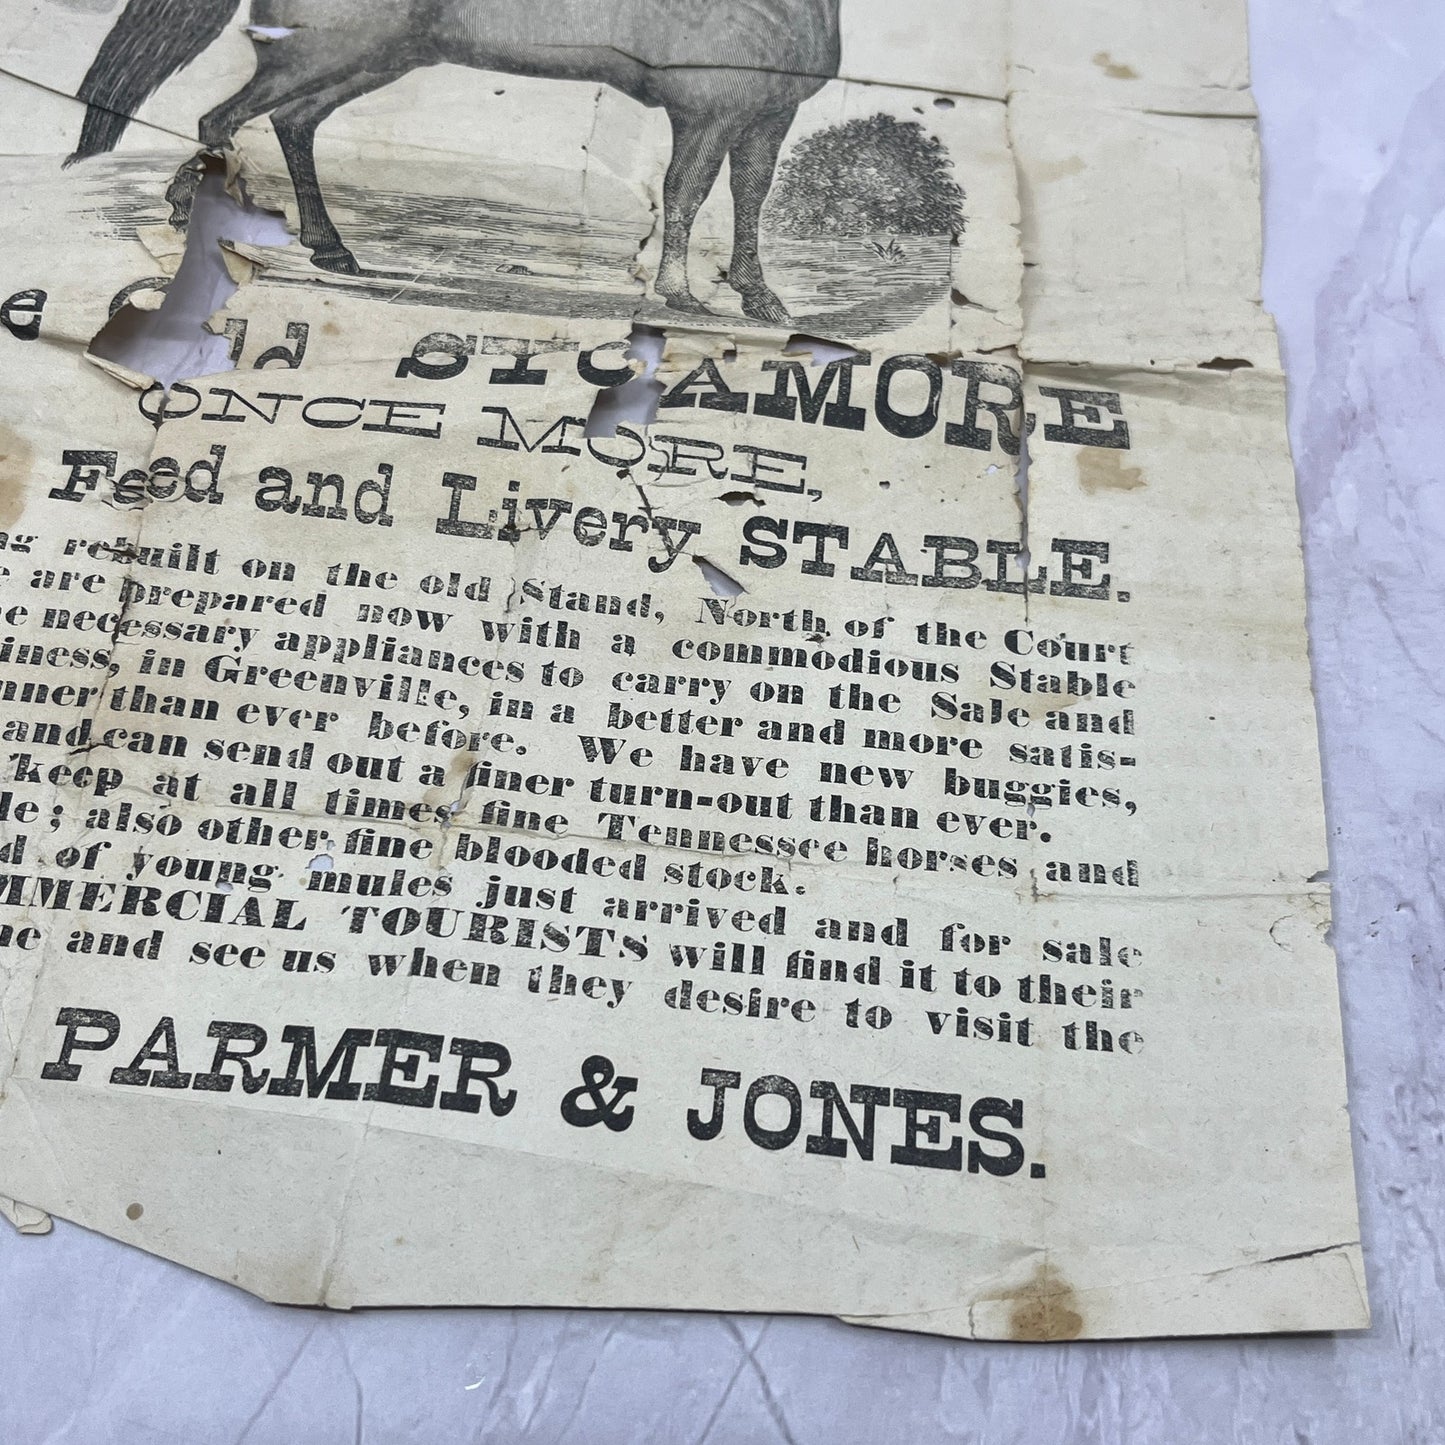 e Old SYCAMORE
ONCE MORE,
Feed and Livery STABLE.
ng rebuilt on the old Stand, North of the Court
e are prepared now with a commodious Stable
e necessary appliances to carry on the Sale and
iness, in Greenville, in a better and more satis-
nner than ever before. We have new buggies,
and can send out a finer turn-out than ever.
keep at all times fine Tennessee horses and
le; also other fine blooded stock.
d of young mules just arrived and for sale
MMERCIAL TOURISTS will find it to their
ne and see us when they desire to visit the
PARMER & JONES.